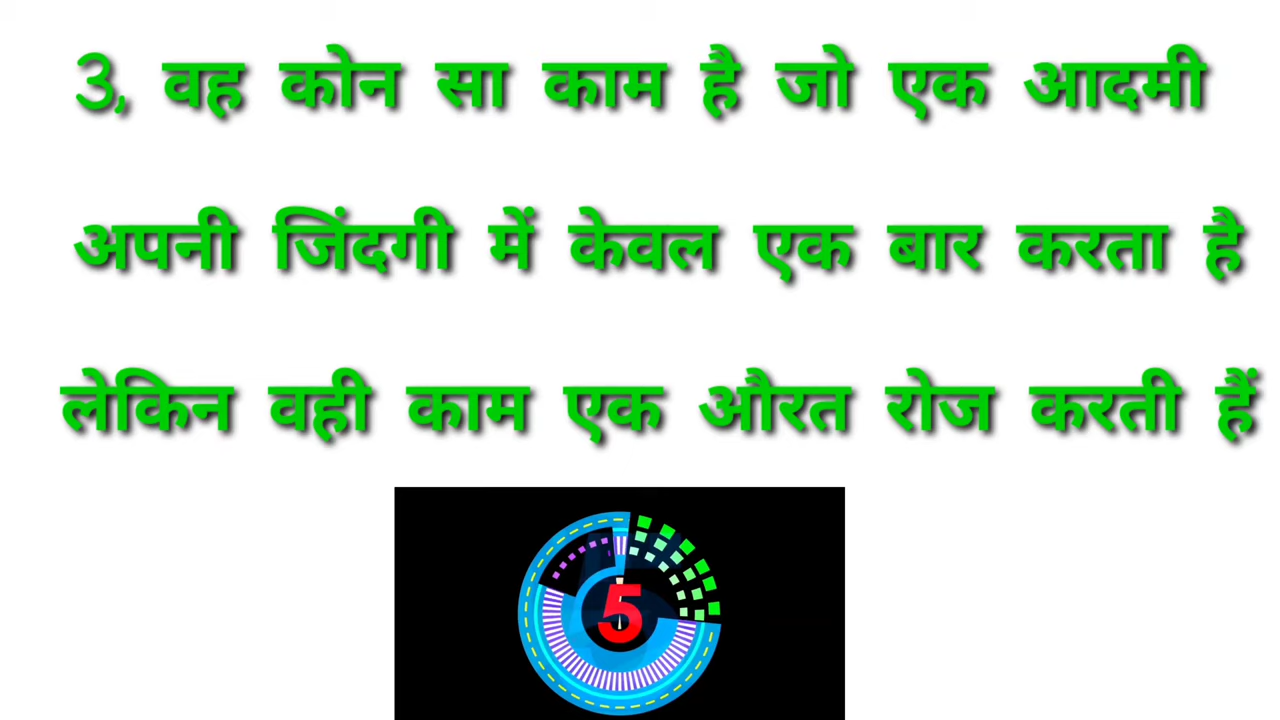 3, वह कोन सा काम है जो एक आदमी
अपनी जिंदगी में केवल एक बार करता है
लेकिन वही काम एक औरत रोज करती हैं
5